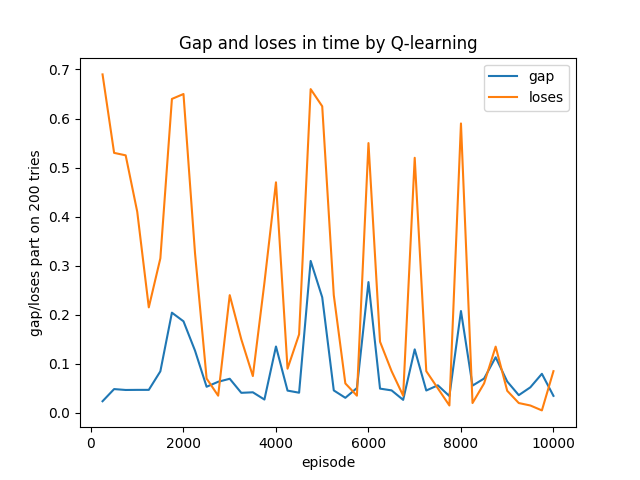 Gap and loses in time by Q-learning
gap
loses
0.7
0.6
0.5
0.4
0.3
0.2
0.1
0.0
gap/loses part on 200 tries
0 2000 4000 6000 8000 10000
episode